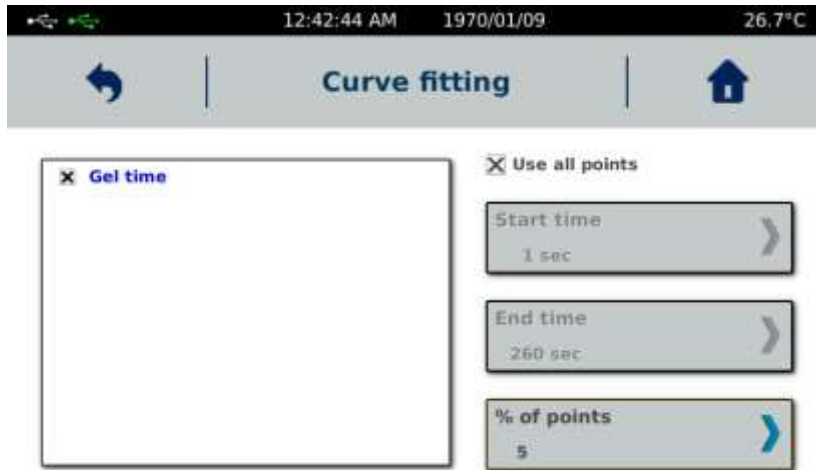 12:42:44 AM 1970/01/09 26.7°C
Curve fitting
Gel time
Use all points
Start time
1 sec
End time
260 sec
% of points
5